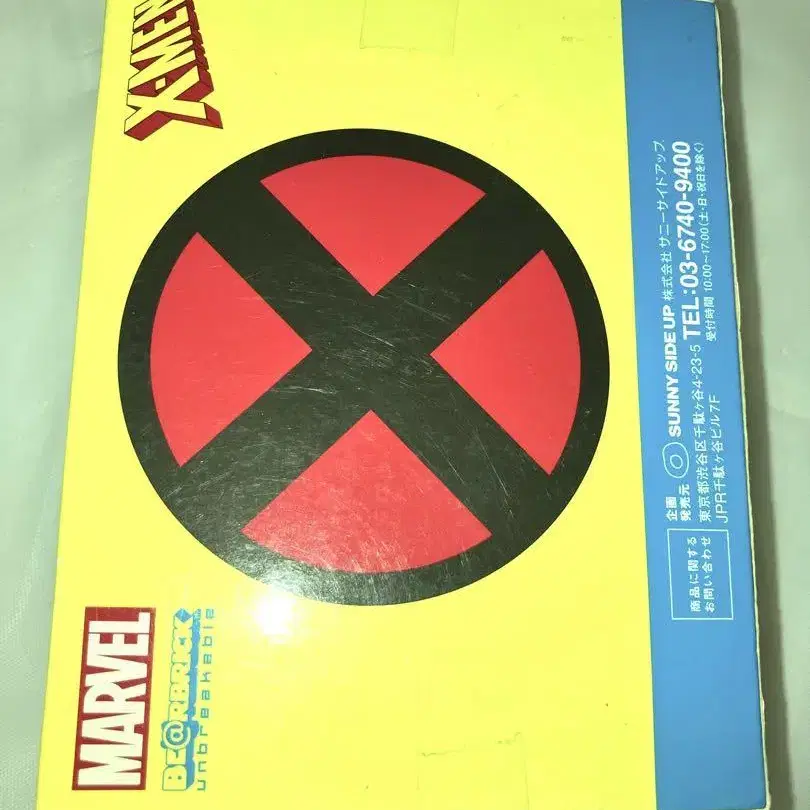 MARVEL
BE@RBRICK
unbreakable
X-MEN
商品に関する
お問い合わせ
企画
発売元
SUNNY SIDE UP 株式会社 サニーサイドアップ
東京都渋谷区千駄ヶ谷4-23-5
JPR千駄ヶ谷ビル7F
TEL:03-6740-9400
受付時間 10:00~17:00(土・日・祝日を除く)